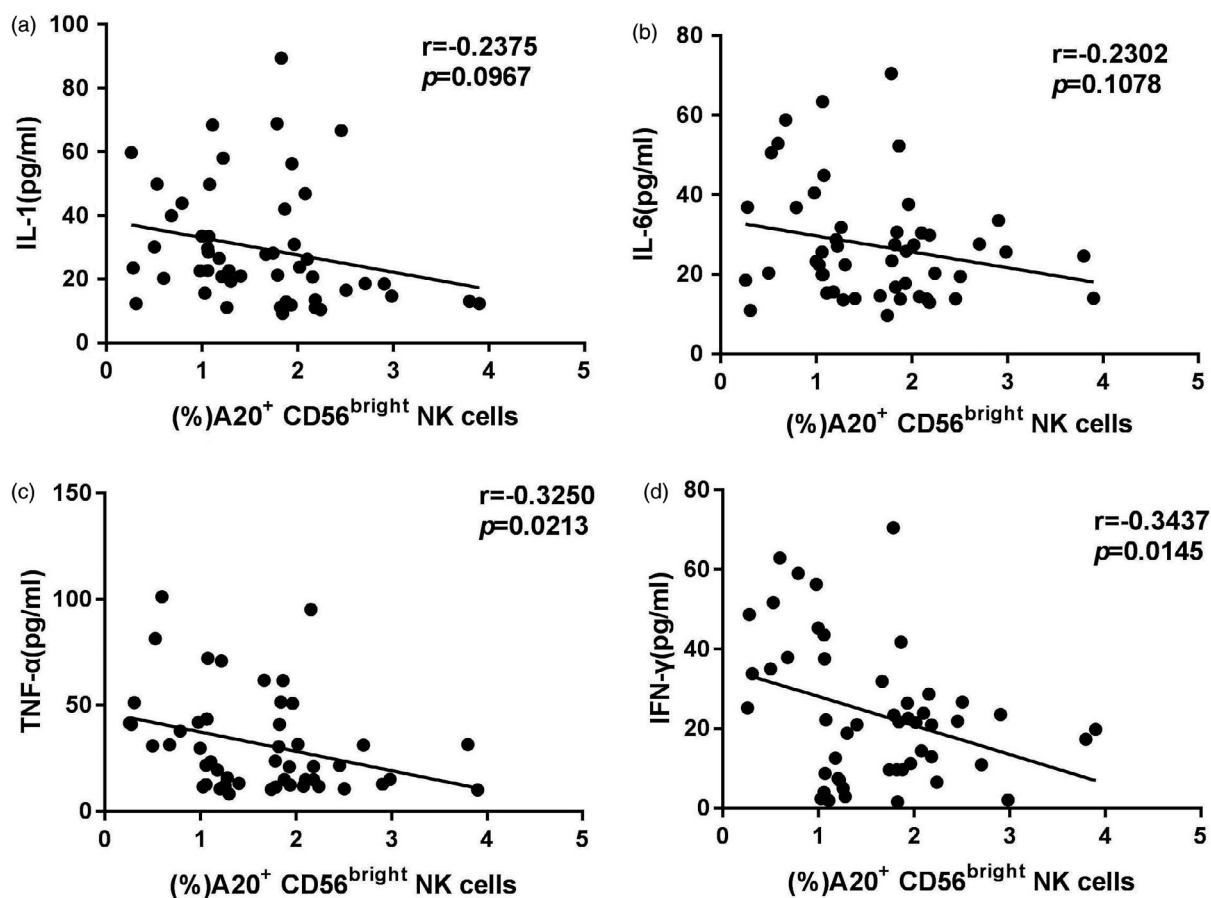 (a)
100
80
60
40
20
0
IL-1(pg/ml)
r=-0.2375
p=0.0967
0 1 2 3 4 5
(%)A20⁺ CD56ᵇʳⁱᵍʰᵗ NK cells
(b)
80
60
40
20
0
IL-6(pg/ml)
r=-0.2302
p=0.1078
0 1 2 3 4 5
(%)A20⁺ CD56ᵇʳⁱᵍʰᵗ NK cells
(c)
150
100
50
0
TNF-α(pg/ml)
r=-0.3250
p=0.0213
0 1 2 3 4 5
(%)A20⁺ CD56ᵇʳⁱᵍʰᵗ NK cells
(d)
80
60
40
20
0
IFN-γ(pg/ml)
r=-0.3437
p=0.0145
0 1 2 3 4 5
(%)A20⁺ CD56ᵇʳⁱᵍʰᵗ NK cells